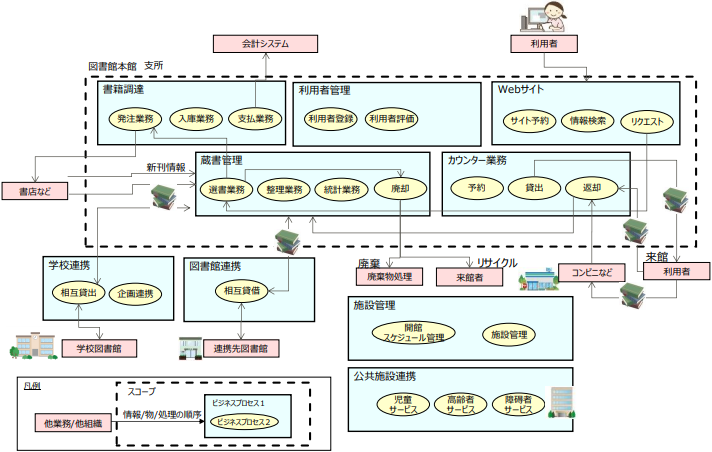 会計システム
利用者
図書館本館 支所
書籍調達
発注業務
入庫業務
支払業務
利用者管理
利用者登録
利用者評価
Webサイト
サイト予約
情報検索
リクエスト
新刊情報
書店など
蔵書管理
選書業務
整理業務
統計業務
廃却
カウンター業務
予約
貸出
返却
学校連携
相互貸出
企画連携
学校図書館
図書館連携
相互貸借
連携先図書館
廃棄
廃棄物処理
リサイクル
来館者
コンビニなど
来館
利用者
施設管理
開館
スケジュール管理
施設管理
公共施設連携
児童
サービス
高齢者
サービス
障碍者
サービス
凡例
他業務/他組織
スコープ
情報/物/処理の順序
ビジネスプロセス1
ビジネスプロセス2